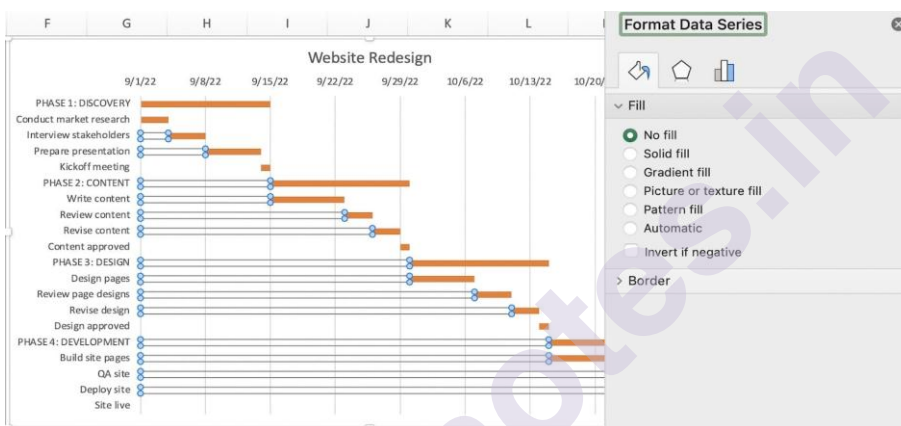 F G H I J K L
Website Redesign
9/1/22 9/8/22 9/15/22 9/22/22 9/29/22 10/6/22 10/13/22 10/20/
PHASE 1: DISCOVERY
Conduct market research
Interview stakeholders
Prepare presentation
Kickoff meeting
PHASE 2: CONTENT
Write content
Review content
Revise content
Content approved
PHASE 3: DESIGN
Design pages
Review page designs
Revise design
Design approved
PHASE 4: DEVELOPMENT
Build site pages
QA site
Deploy site
Site live
Format Data Series
Fill
No fill
Solid fill
Gradient fill
Picture or texture fill
Pattern fill
Automatic
Invert if negative
Border
otes.in